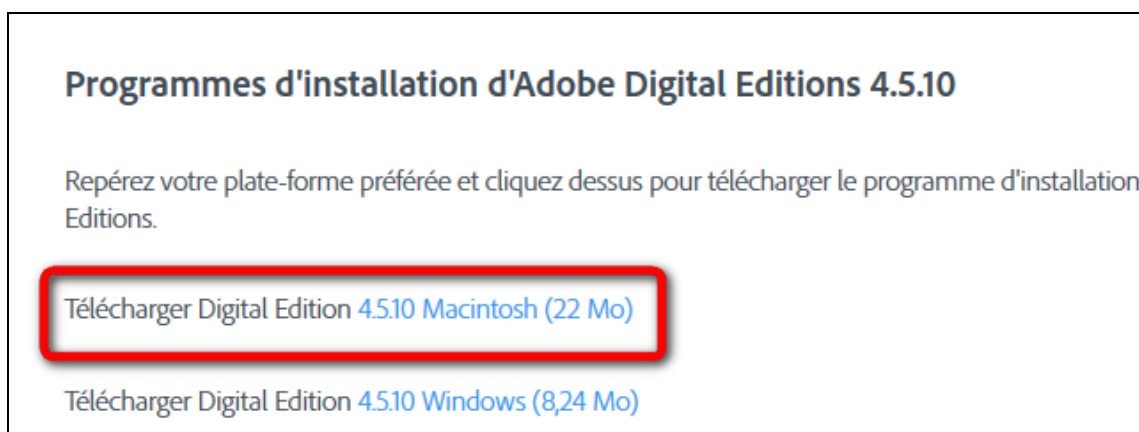 Programmes d'installation d'Adobe Digital Editions 4.5.10
Repérez votre plate-forme préférée et cliquez dessus pour télécharger le programme d'installation
Editions.
Télécharger Digital Edition 4.5.10 Macintosh (22 Mo)
Télécharger Digital Edition 4.5.10 Windows (8,24 Mo)